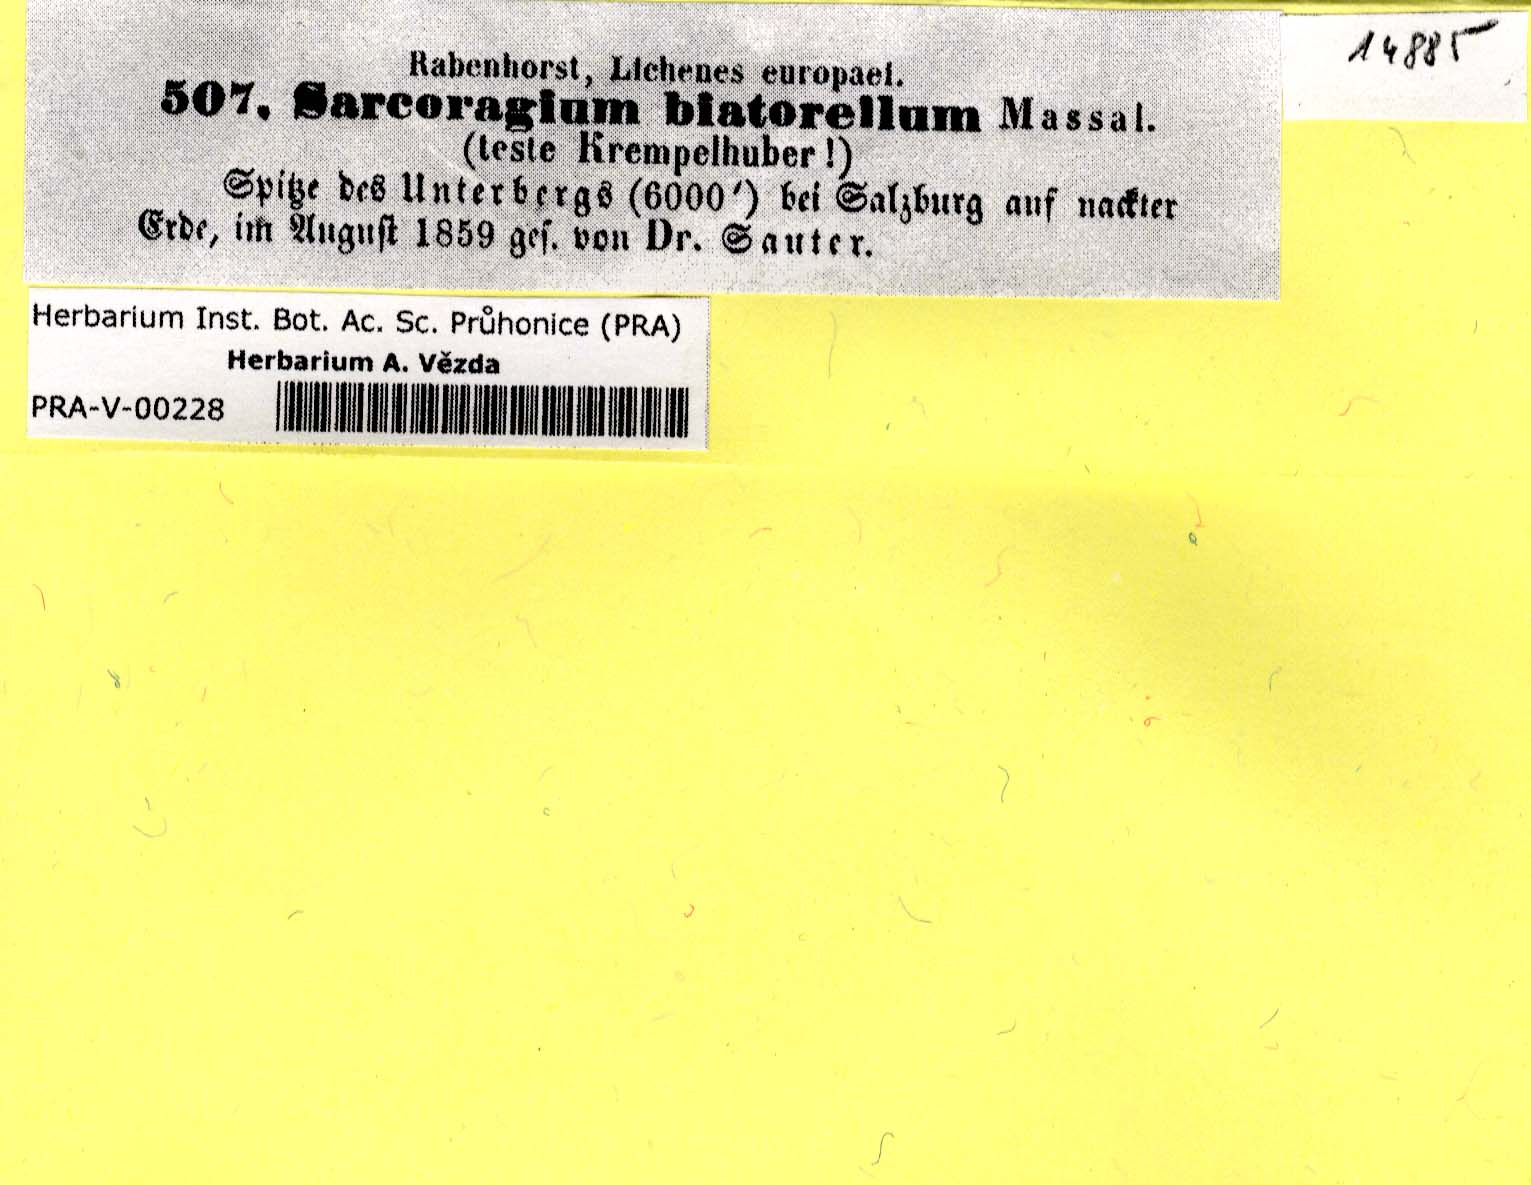 Rabenhorst, Lichenes europaei.
507. Sarcoragium biatorellum Massal.
(teste Krempelhuber!)
Spitze des Unterbergs (6000′) bei Salzburg auf nackter
Erde, im August 1859 ges. von Dr. Sauter.
14885
Herbarium Inst. Bot. Ac. Sc. Průhonice (PRA)
Herbarium A. Vězda
PRA-V-00228